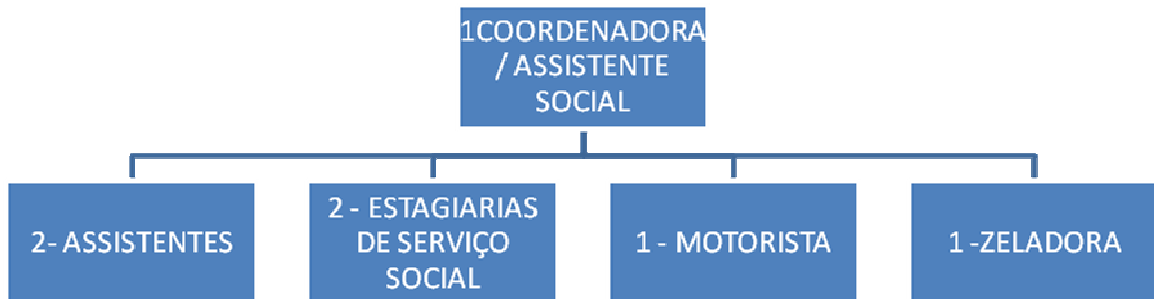 1COORDENADORA
/ ASSISTENTE
SOCIAL
2- ASSISTENTES
2 - ESTAGIARIAS
DE SERVIÇO
SOCIAL
1 - MOTORISTA
1 -ZELADORA